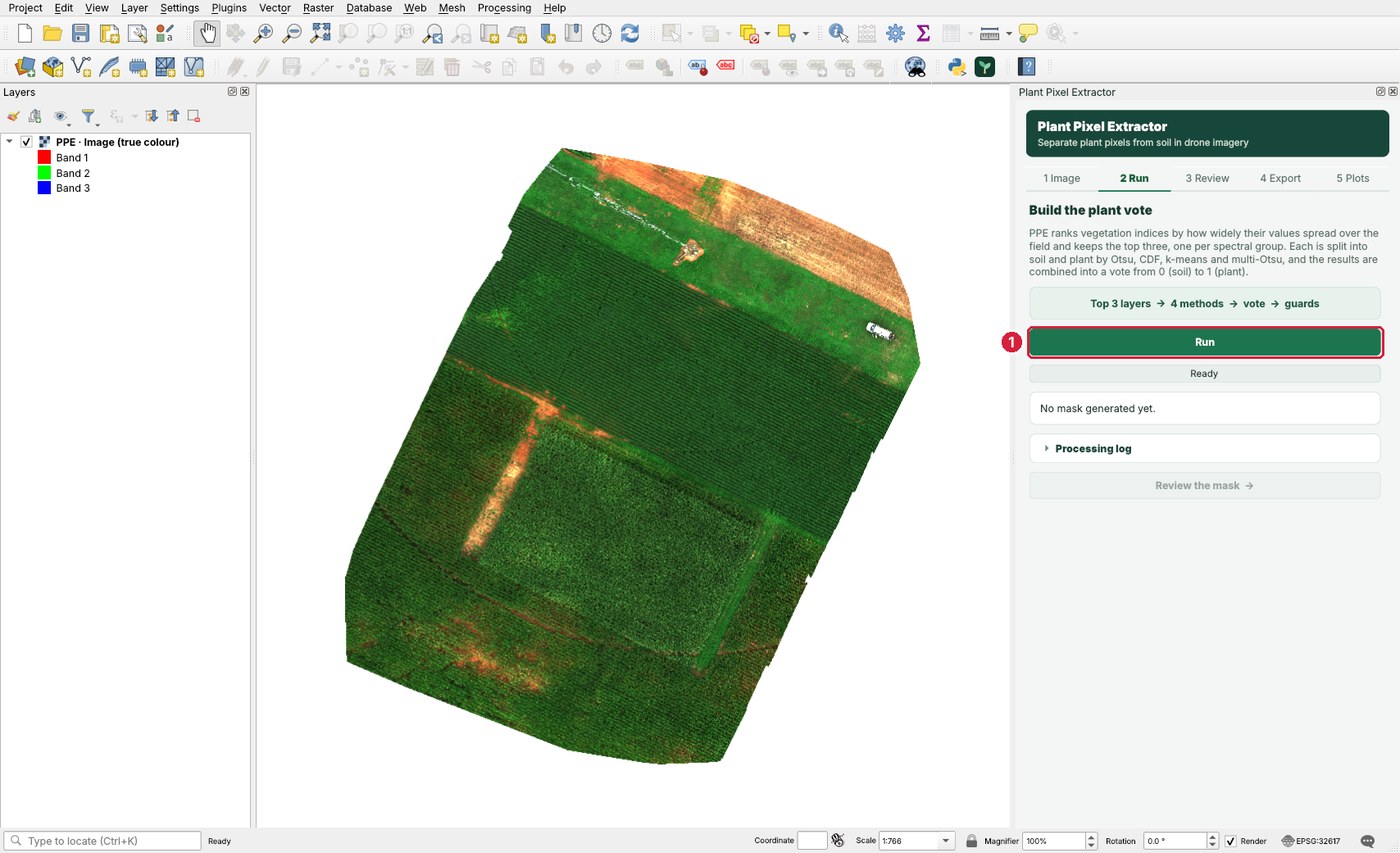 Project Edit View Layer Settings Plugins Vector Raster Database Web Mesh Processing Help
Layers
PPE · Image (true colour)
Band 1
Band 2
Band 3
Plant Pixel Extractor
Plant Pixel Extractor
Separate plant pixels from soil in drone imagery
1 Image 2 Run 3 Review 4 Export 5 Plots
Build the plant vote
PPE ranks vegetation indices by how widely their values spread over the
field and keeps the top three, one per spectral group. Each is split into
soil and plant by Otsu, CDF, k-means and multi-Otsu, and the results are
combined into a vote from 0 (soil) to 1 (plant).
Top 3 layers → 4 methods → vote → guards
1 Run
Ready
No mask generated yet.
Processing log
Review the mask →
Type to locate (Ctrl+K) Ready Coordinate Scale 1:766 Magnifier 100% Rotation 0.0 ° Render EPSG:32617